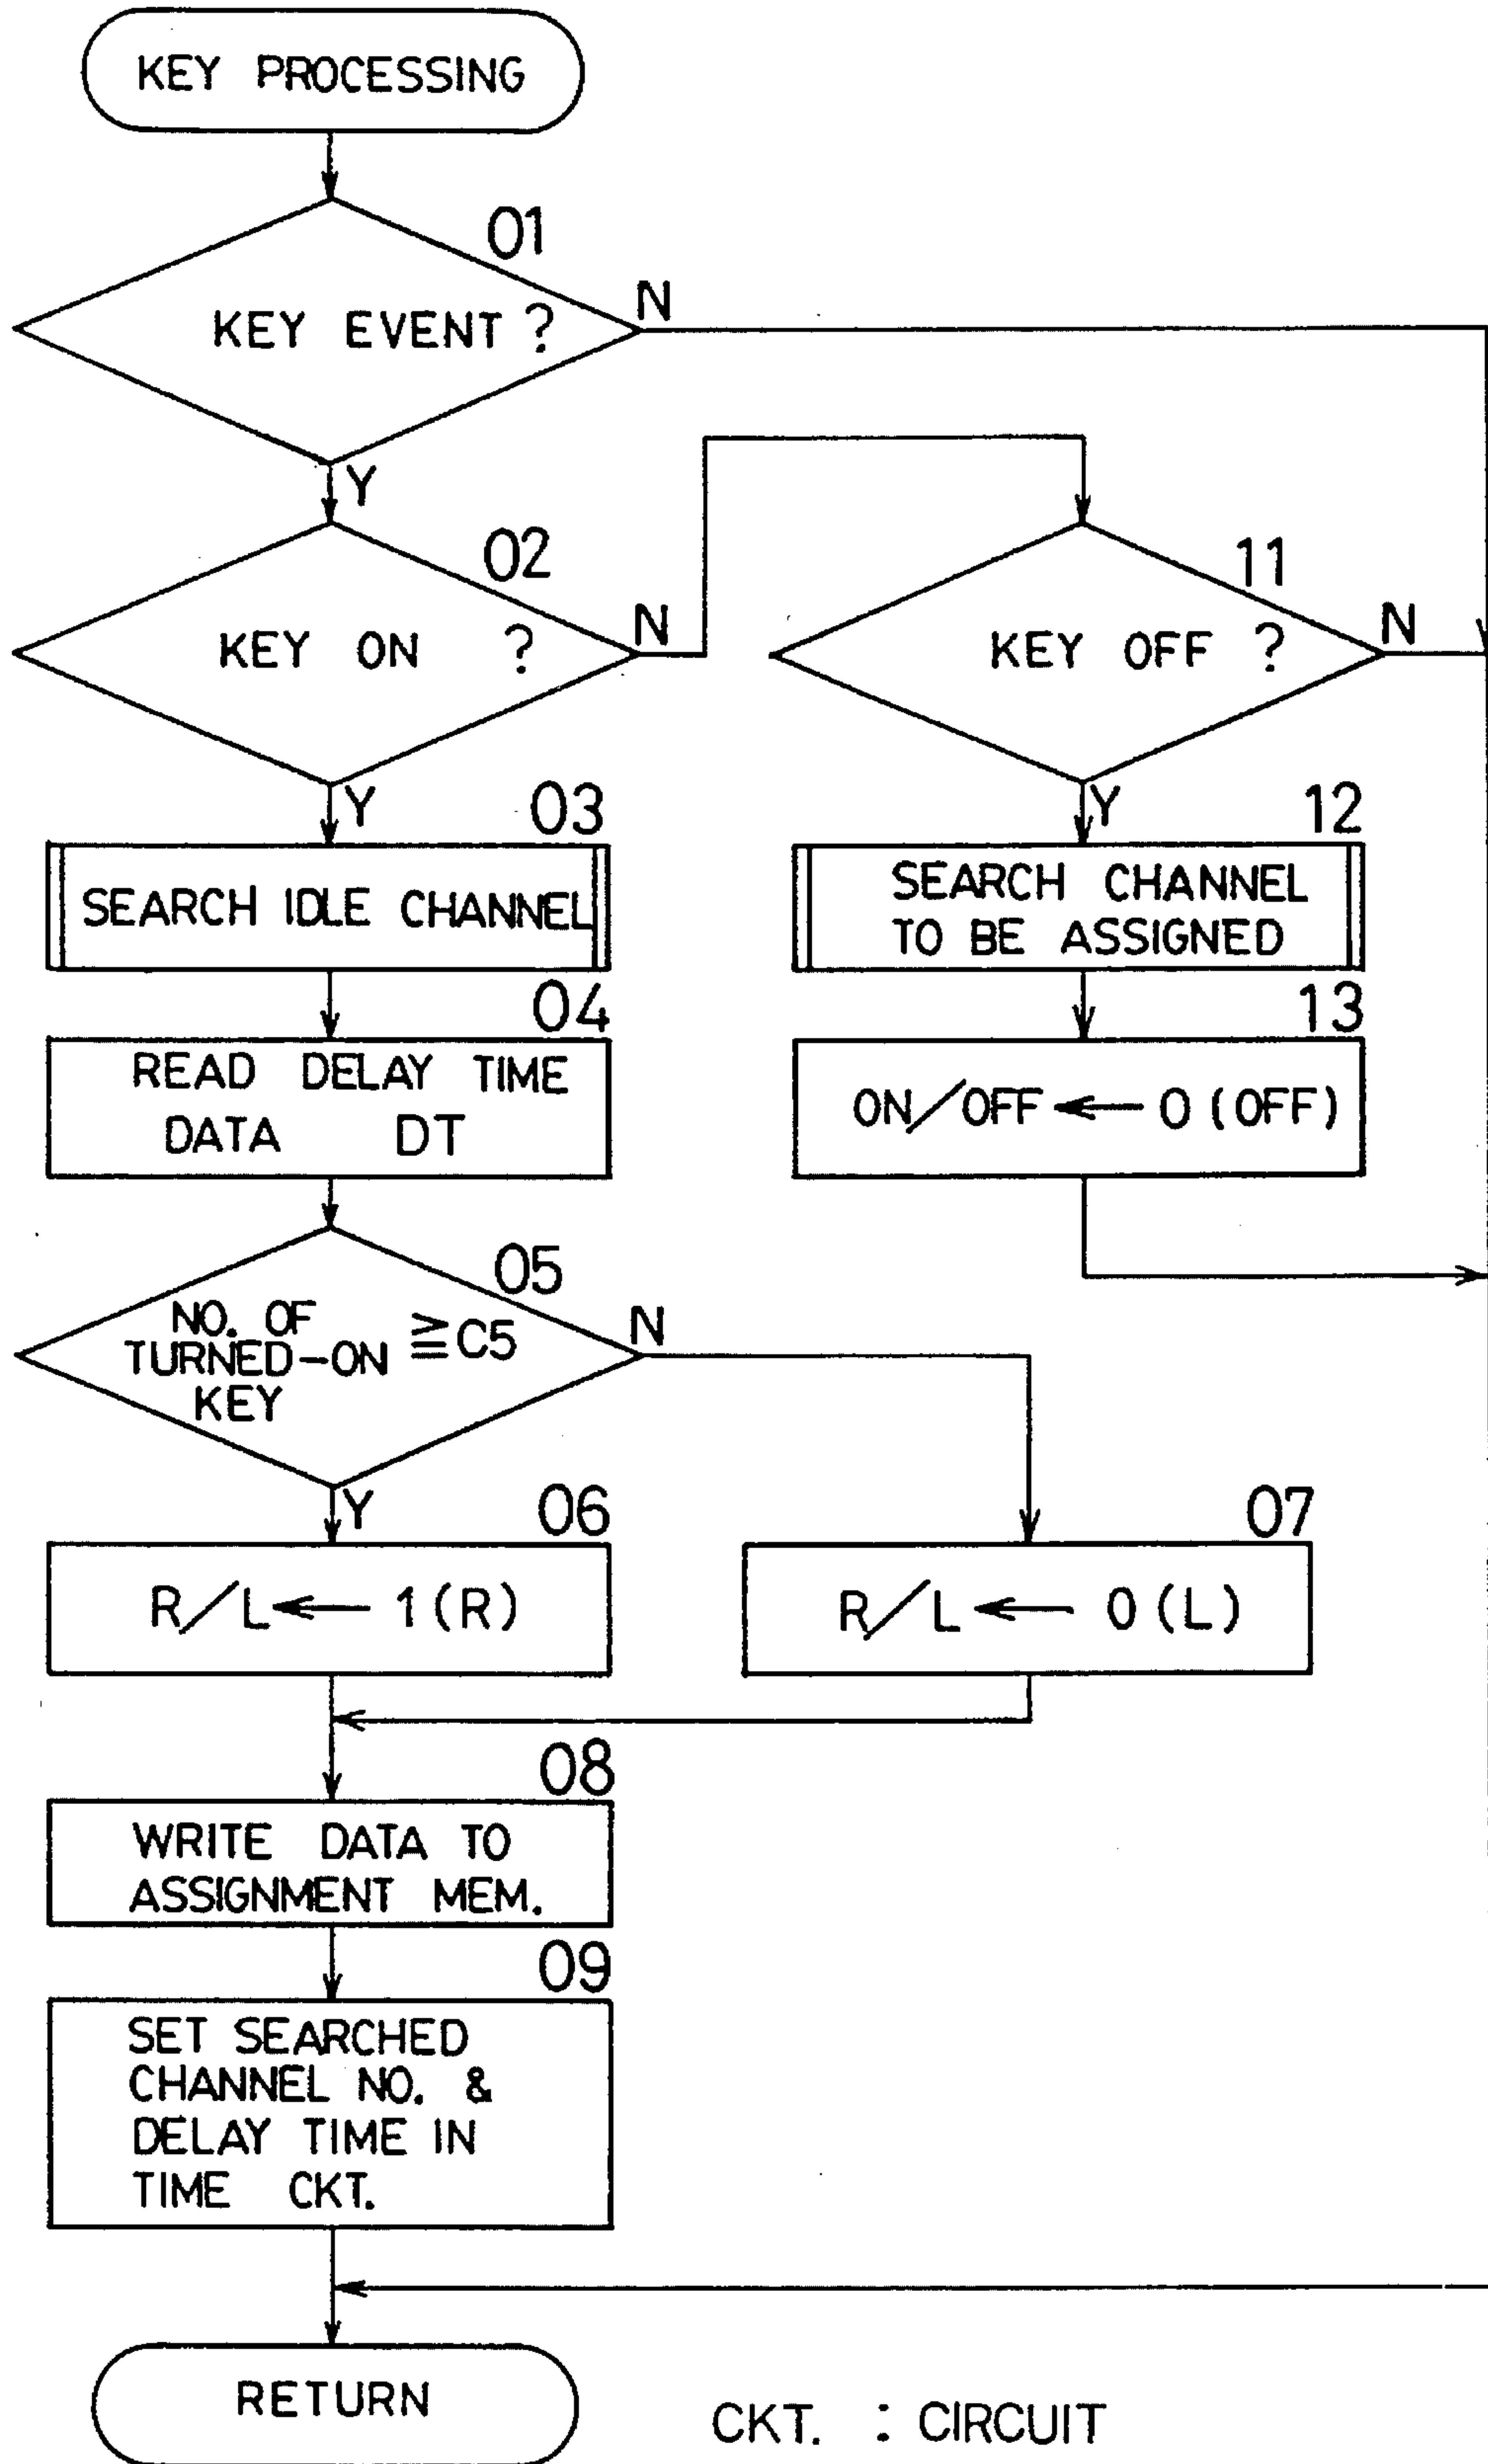 KEY PROCESSING
01
KEY EVENT ?
N
Y
02
KEY ON ?
N
11
KEY OFF ?
N
Y
03
SEARCH IDLE CHANNEL
Y
12
SEARCH CHANNEL
TO BE ASSIGNED
04
READ DELAY TIME
DATA DT
13
ON/OFF ← 0 (OFF)
05
NO. OF
TURNED-ON ≧ C5
KEY
N
Y
06
R/L ← 1 (R)
07
R/L ← 0 (L)
08
WRITE DATA TO
ASSIGNMENT MEM.
09
SET SEARCHED
CHANNEL NO. &
DELAY TIME IN
TIME CKT.
RETURN
CKT. : CIRCUIT